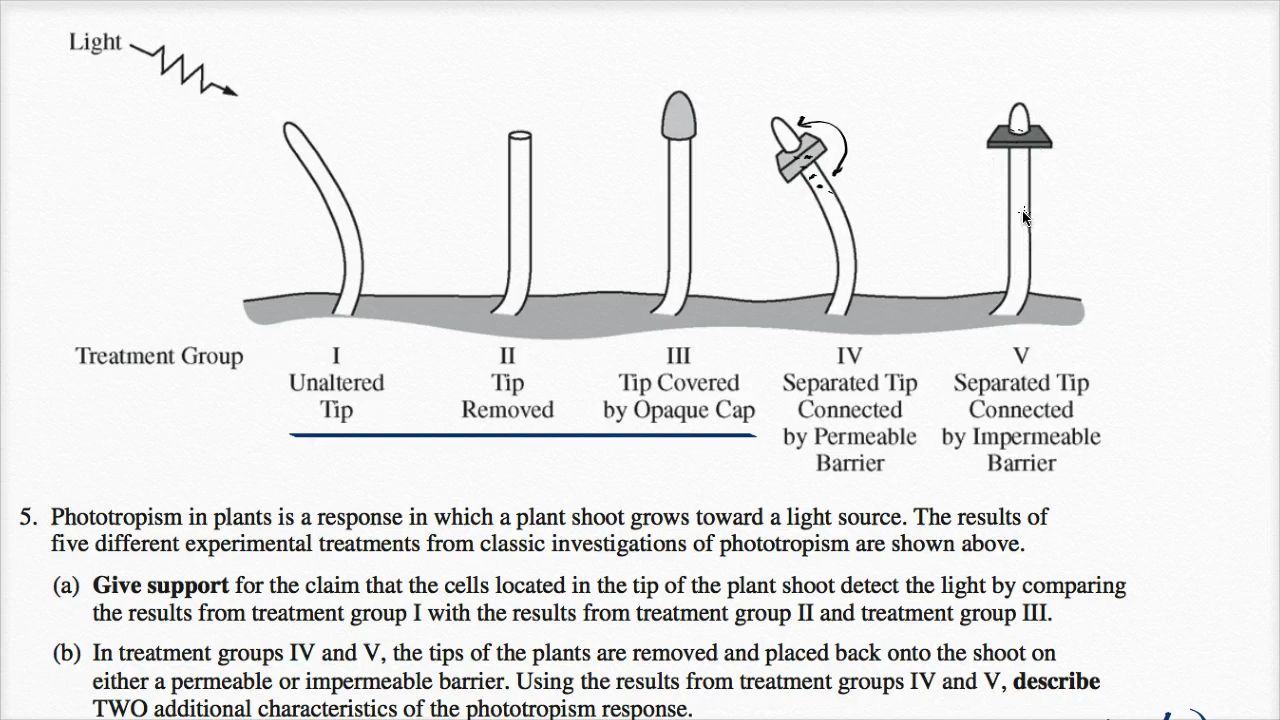 Light
Treatment Group
I
Unaltered
Tip
II
Tip
Removed
III
Tip Covered
by Opaque Cap
IV
Separated Tip
Connected
by Permeable
Barrier
V
Separated Tip
Connected
by Impermeable
Barrier
5. Phototropism in plants is a response in which a plant shoot grows toward a light source. The results of
five different experimental treatments from classic investigations of phototropism are shown above.
(a) Give support for the claim that the cells located in the tip of the plant shoot detect the light by comparing
the results from treatment group I with the results from treatment group II and treatment group III.
(b) In treatment groups IV and V, the tips of the plants are removed and placed back onto the shoot on
either a permeable or impermeable barrier. Using the results from treatment groups IV and V, describe
TWO additional characteristics of the phototropism response.